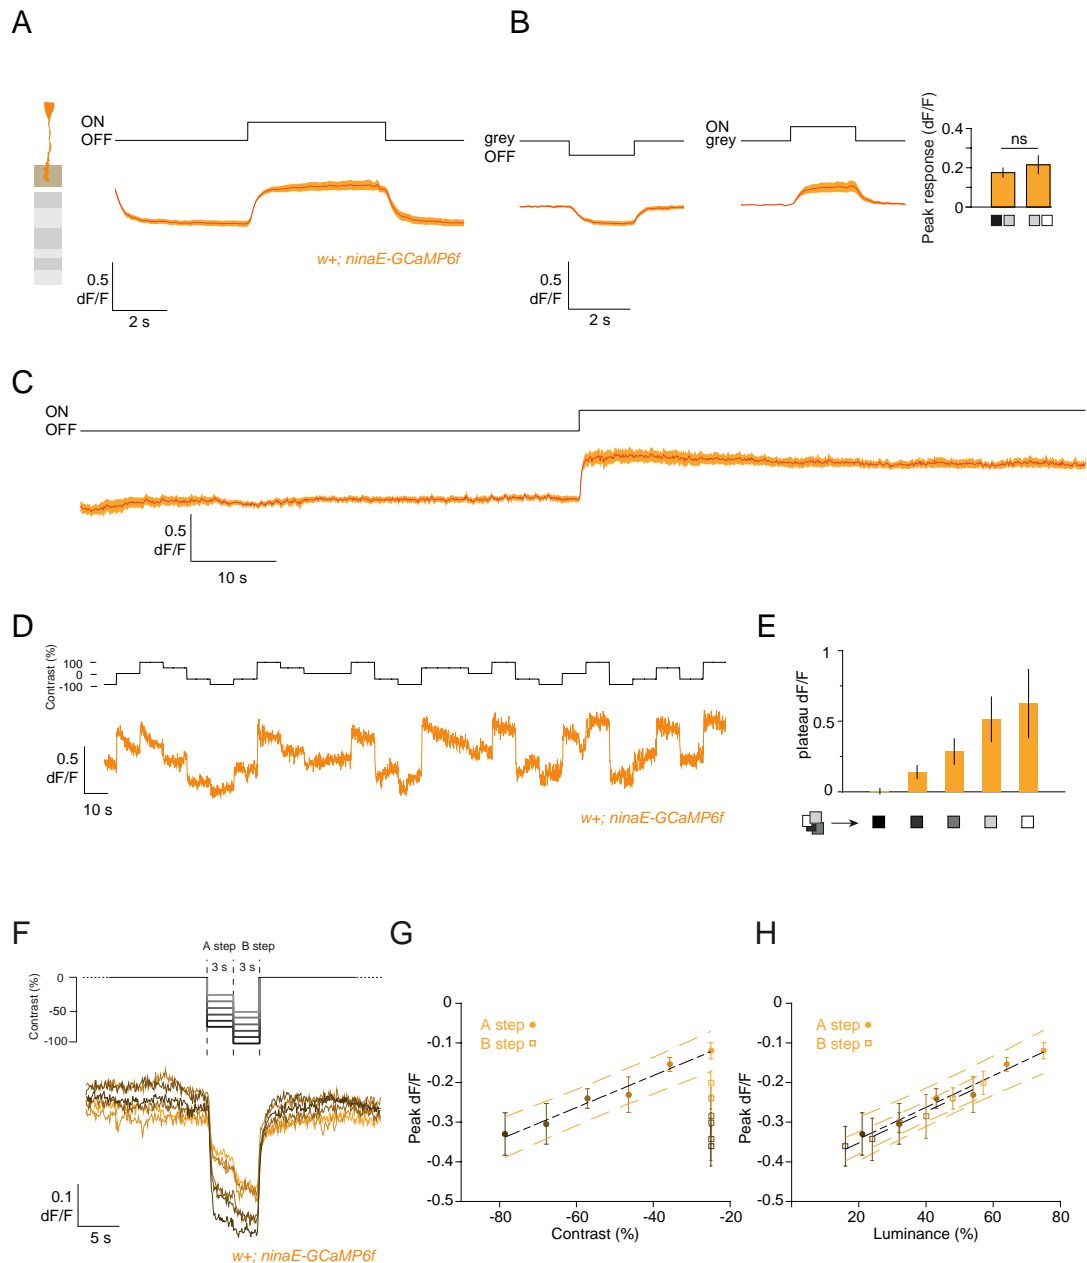 A
B
ON
OFF
w+; ninaE-GCaMP6f
0.5
dF/F
2 s
grey
OFF
ON
grey
0.5
dF/F
2 s
Peak response (dF/F)
0.4
0.2
0
ns
C
ON
OFF
0.5
dF/F
10 s
D
Contrast (%)
100
0
-100
0.5
dF/F
10 s
w+; ninaE-GCaMP6f
E
plateau dF/F
1
0.5
0
F
A step B step
3 s 3 s
Contrast (%)
0
-50
-100
0.1
dF/F
5 s
w+; ninaE-GCaMP6f
G
Peak dF/F
0
-0.1
-0.2
-0.3
-0.4
-0.5
A step
B step
-80 -60 -40 -20
Contrast (%)
H
Peak dF/F
0
-0.1
-0.2
-0.3
-0.4
-0.5
A step
B step
20 40 60 80
Luminance (%)